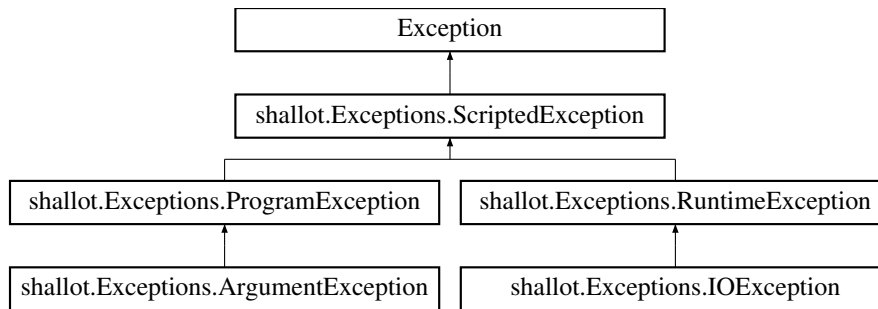 Exception
shallot.Exceptions.ScriptedException
shallot.Exceptions.ProgramException
shallot.Exceptions.RuntimeException
shallot.Exceptions.ArgumentException
shallot.Exceptions.IOException